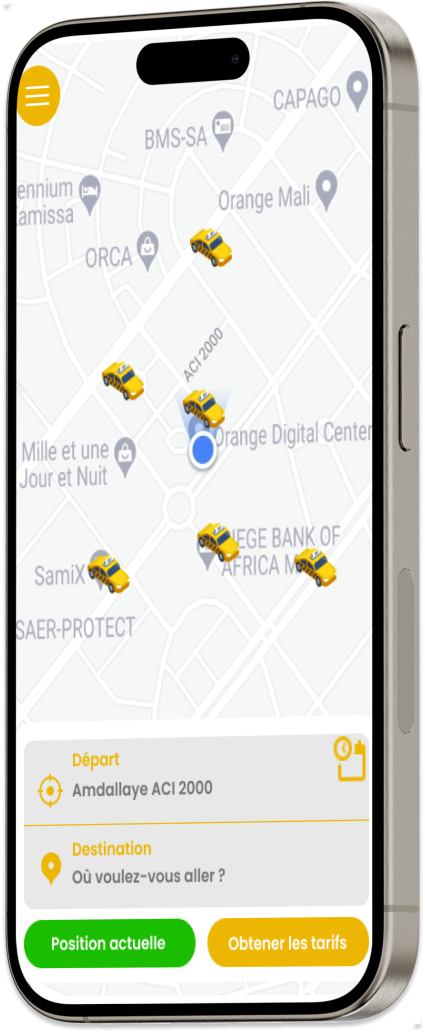 CAPAGO
BMS-SA
ennium
amissa
Orange Mali
ORCA
ACI 2000
Mille et une
Jour et Nuit
Orange Digital Center
IEGE BANK OF
AFRICA M
SamiX
SAER-PROTECT
Départ
Amdallaye ACI 2000
Destination
Où voulez-vous aller ?
Position actuelle
Obtener les tarifs